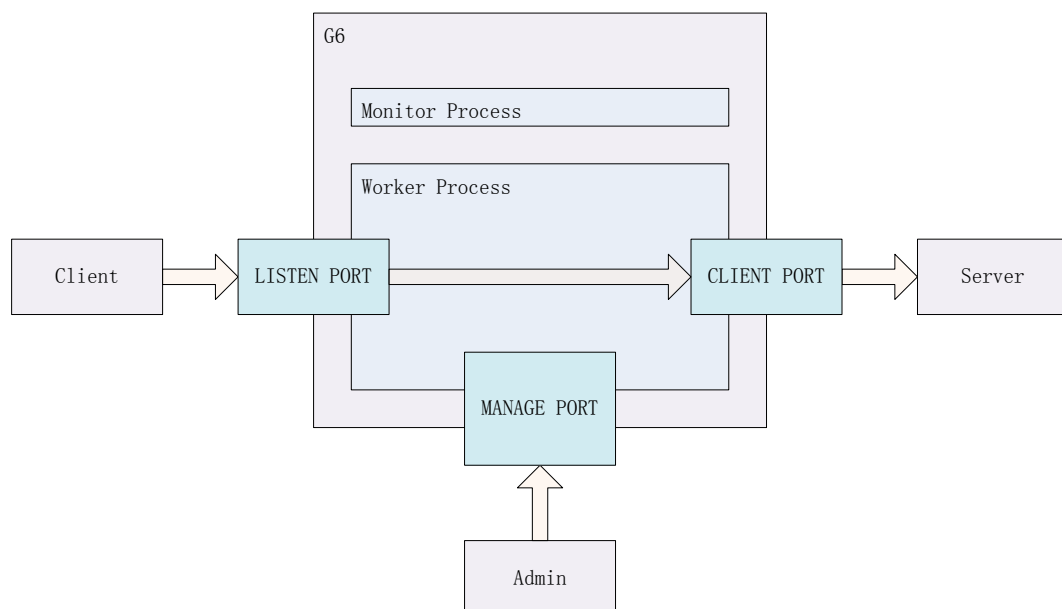 G6
Monitor Process
Worker Process
Client
LISTEN PORT
CLIENT PORT
Server
MANAGE PORT
Admin